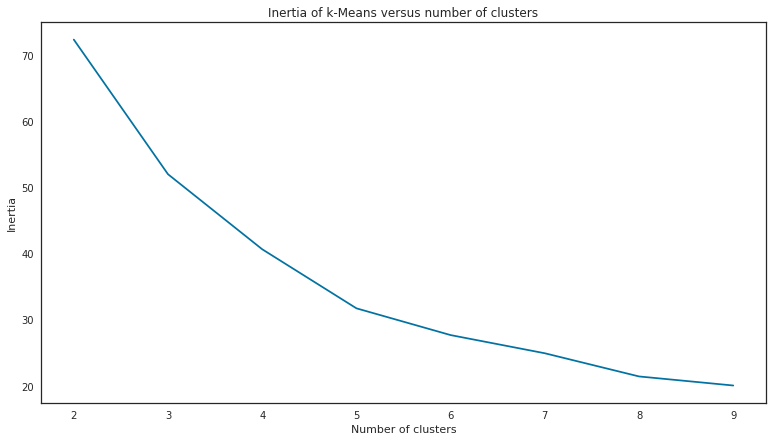 Inertia of k-Means versus number of clusters
70
60
50
40
30
20
Inertia
2 3 4 5 6 7 8 9
Number of clusters